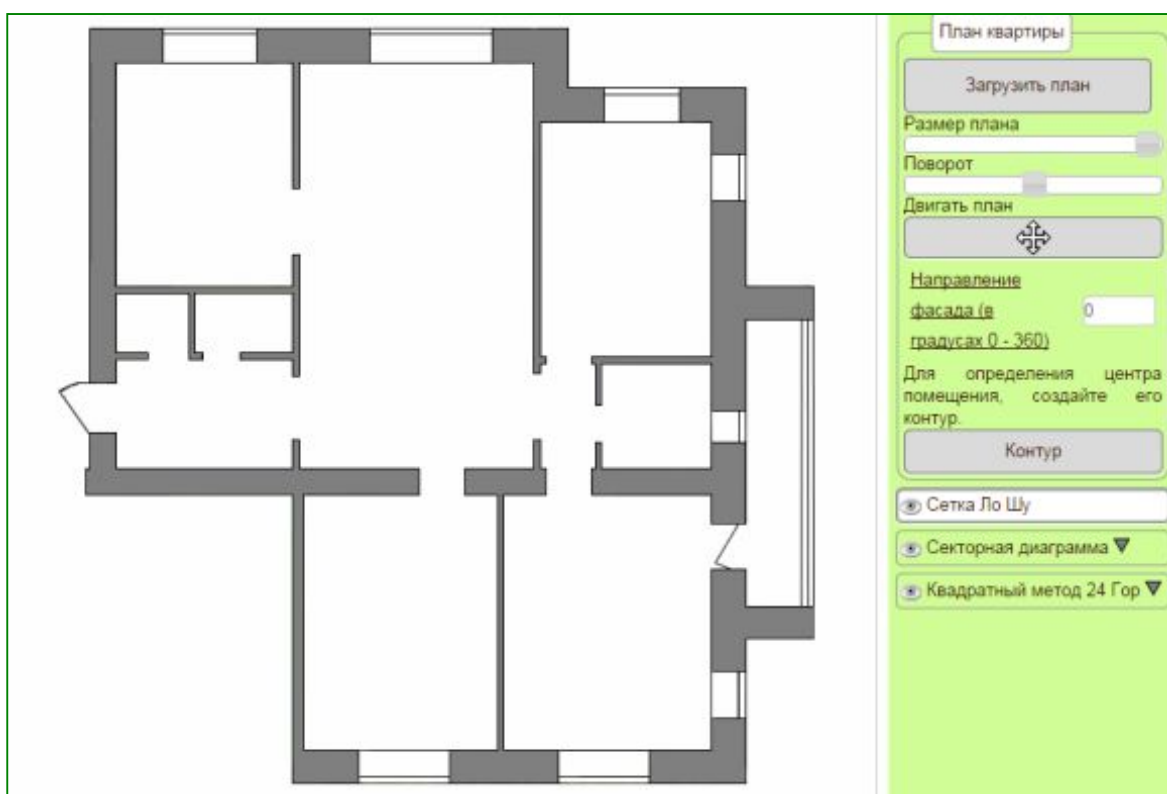 План квартиры
Загрузить план
Размер плана
Поворот
Двигать план
Направление
фасада (в
градусах 0 - 360)
0
Для определения центра
помещения, создайте его
контур.
Контур
Сетка Ло Шу
Секторная диаграмма
Квадратный метод 24 Гор